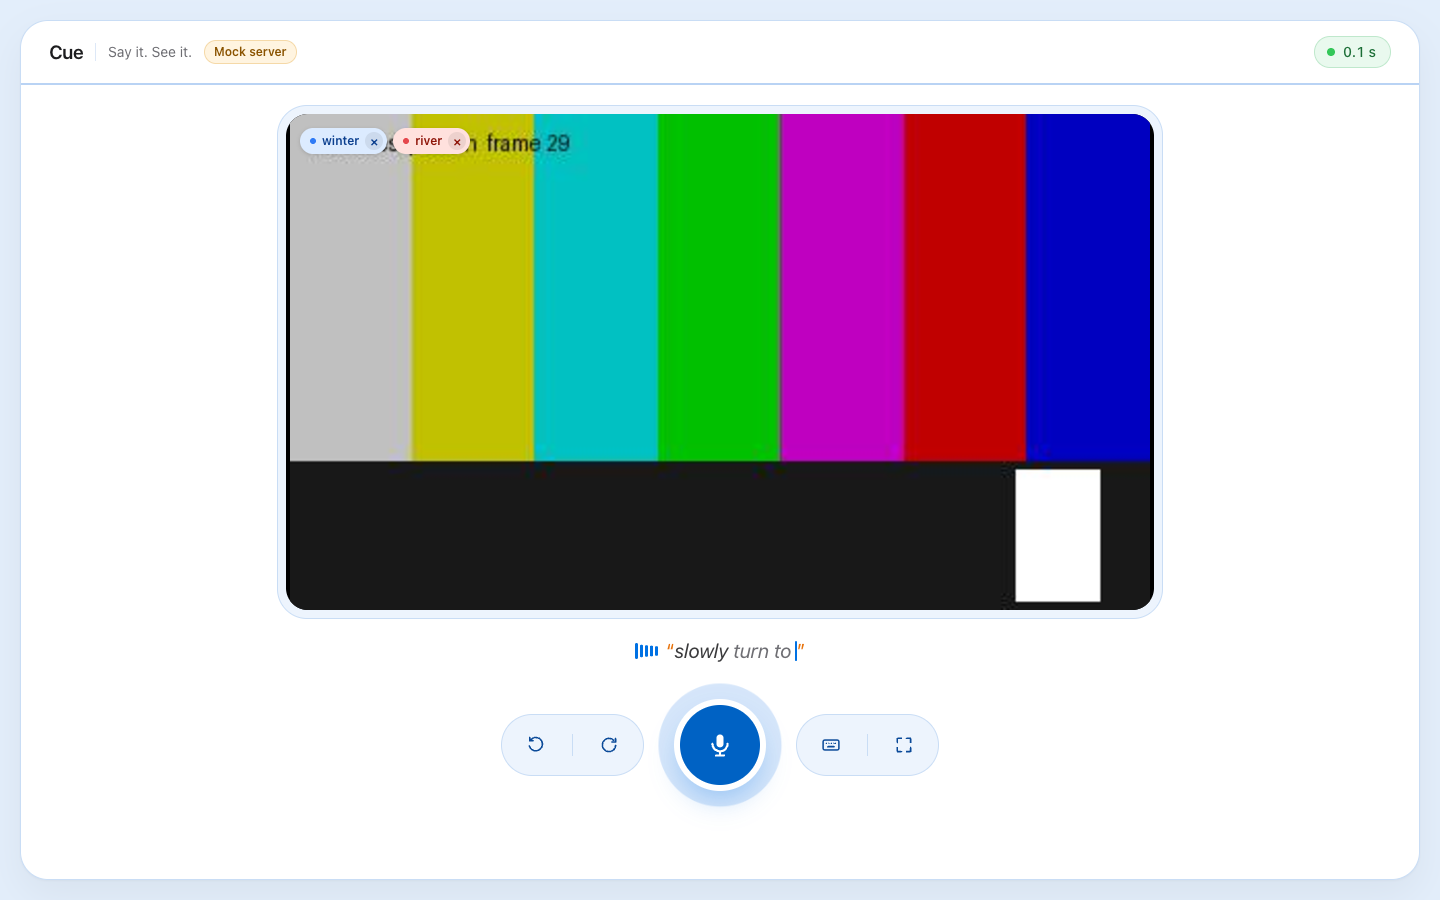 Cue
Say it. See it.
Mock server
0.1 s
winter ×
river ×
frame 29
"slowly turn to"